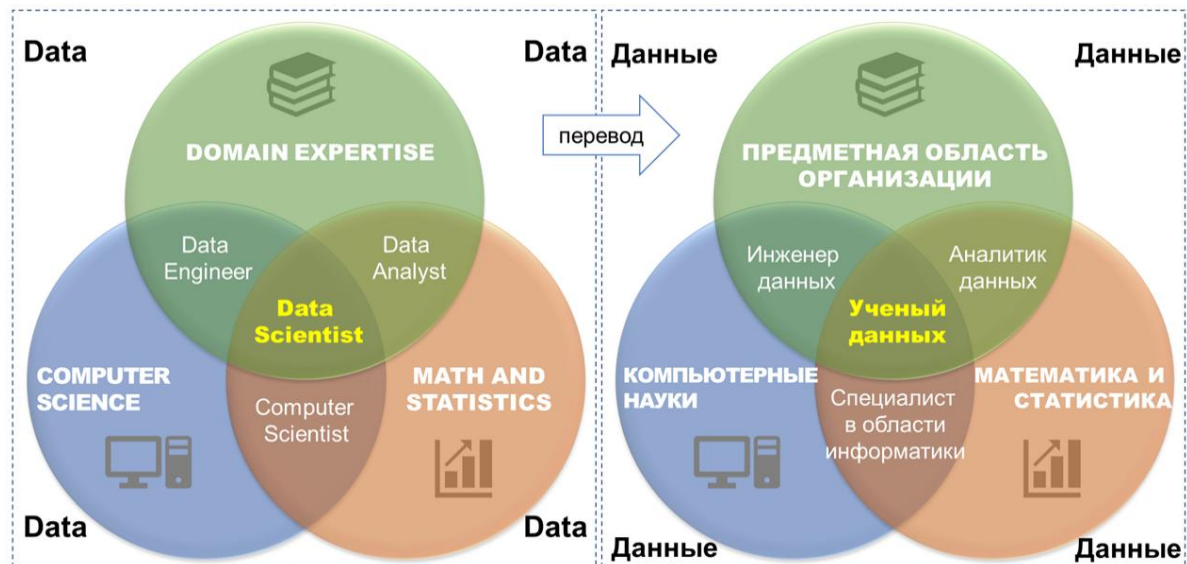 Data
Data
DOMAIN EXPERTISE
Data
Engineer
Data
Analyst
Data
Scientist
COMPUTER
SCIENCE
MATH AND
STATISTICS
Computer
Scientist
Data
Data
перевод
Данные
Данные
ПРЕДМЕТНАЯ ОБЛАСТЬ
ОРГАНИЗАЦИИ
Инженер
данных
Аналитик
данных
Ученый
данных
КОМПЬЮТЕРНЫЕ
НАУКИ
МАТЕМАТИКА И
СТАТИСТИКА
Специалист
в области
информатики
Данные
Данные